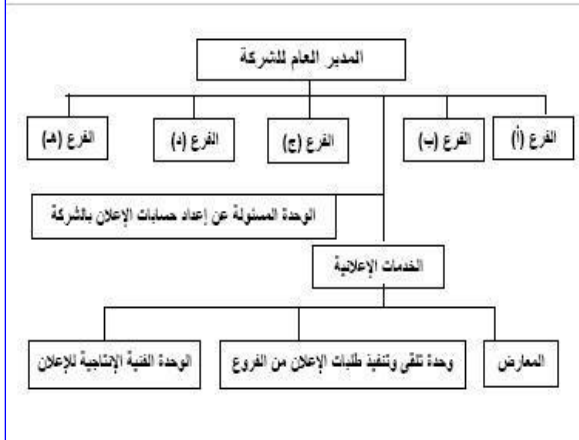 المدير العام للشركة
الفرع (أ)
الفرع (ب)
الفرع (ج)
الفرع (د)
الفرع (هـ)
الوحدة المسئولة عن إعداد حسابات الإعلان بالشركة
الخدمات الإعلانية
المعارض
وحدة تلقى وتنفيذ طلبات الإعلان من الفروع
الوحدة الفنية الإنتاجية للإعلان